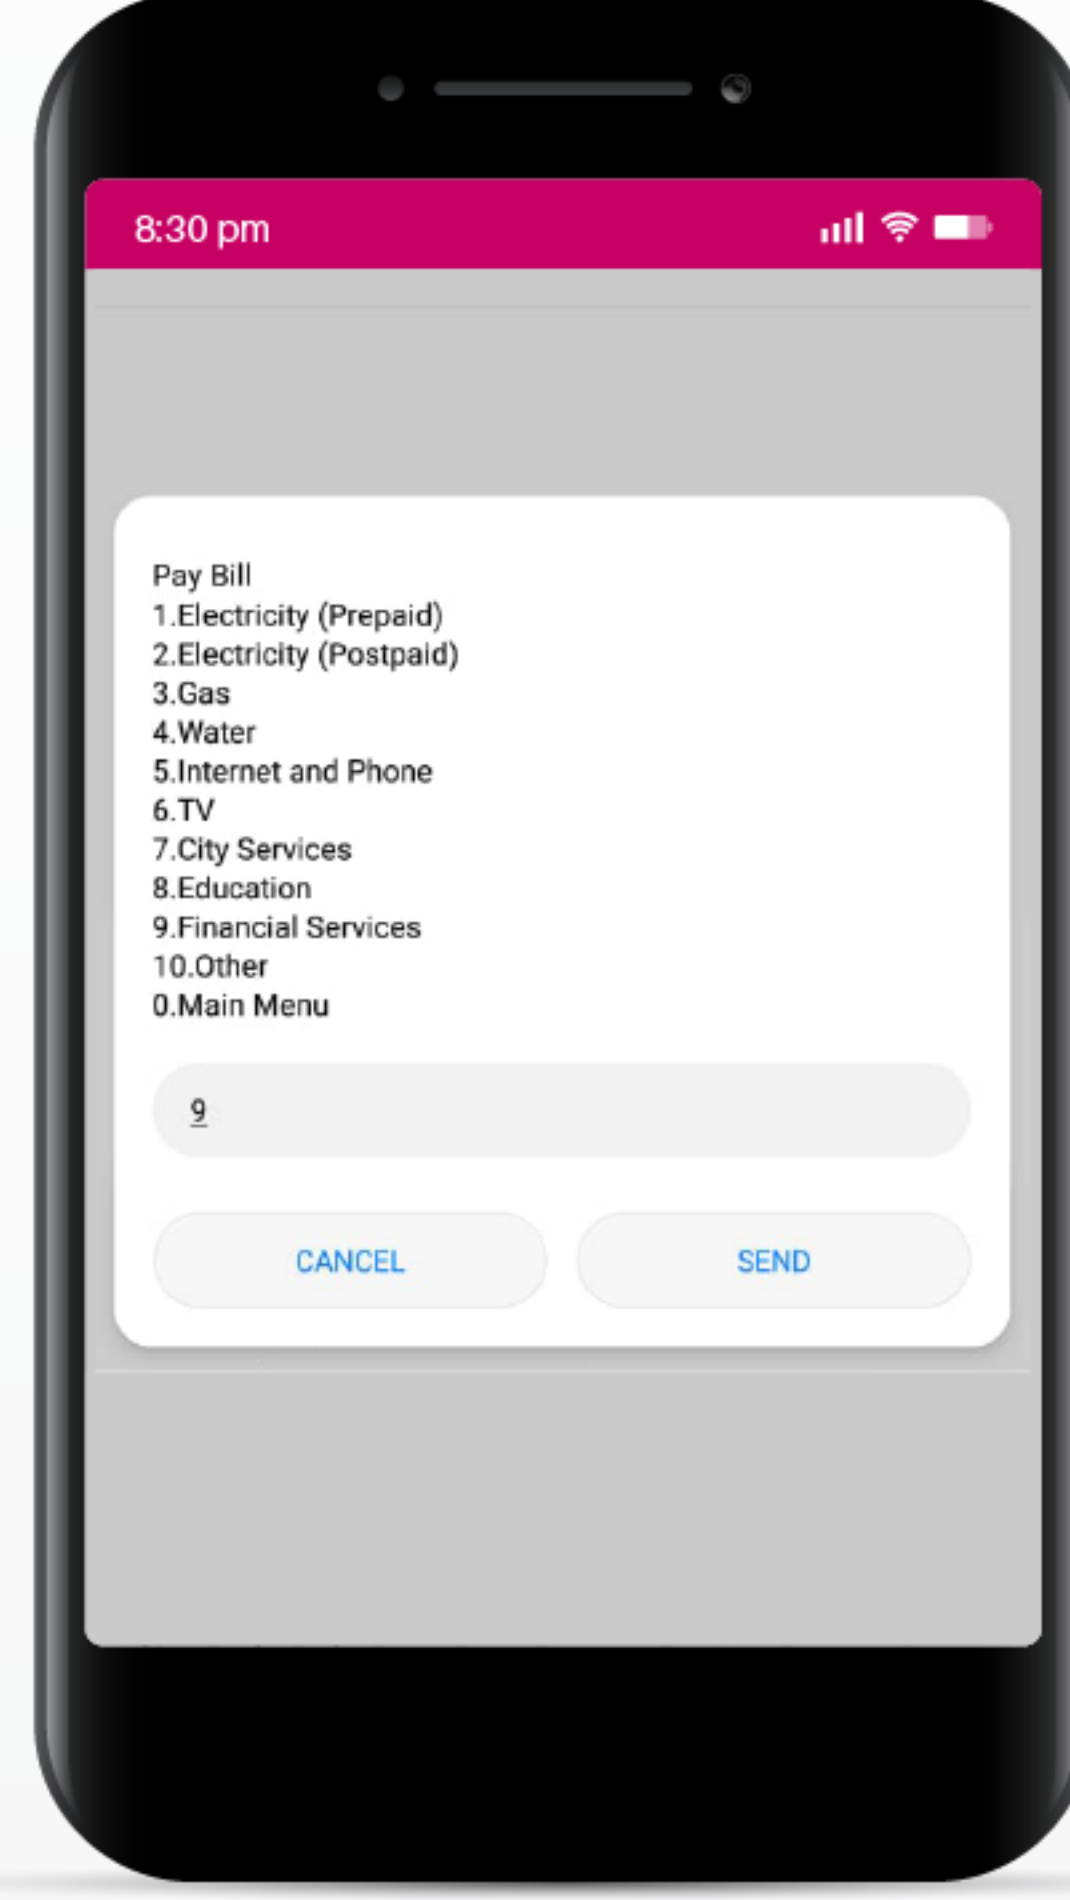 8:30 pm
Pay Bill
1.Electricity (Prepaid)
2.Electricity (Postpaid)
3.Gas
4.Water
5.Internet and Phone
6.TV
7.City Services
8.Education
9.Financial Services
10.Other
0.Main Menu
9
CANCEL SEND